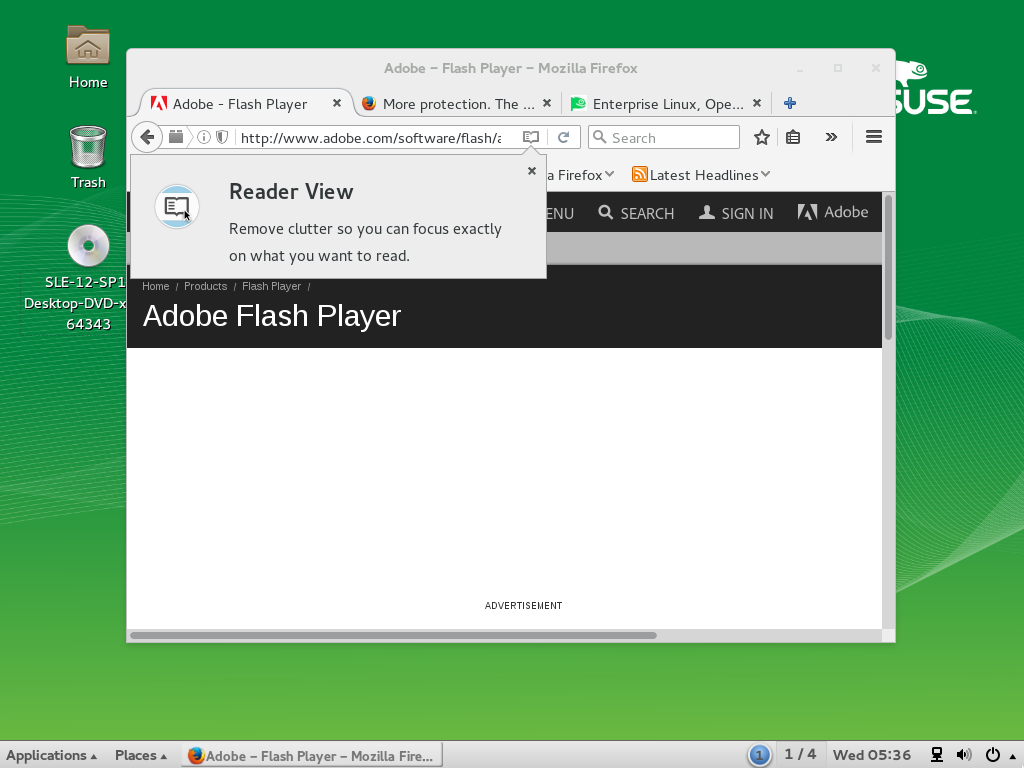 Home
Trash
SLE-12-SP1
Desktop-DVD-x
64343
SUSE
Adobe – Flash Player – Mozilla Firefox
Adobe - Flash Player
More protection. The ...
Enterprise Linux, Ope...
http://www.adobe.com/software/flash/a
Search
a Firefox
Latest Headlines
Reader View
Remove clutter so you can focus exactly
on what you want to read.
ENU
SEARCH
SIGN IN
Adobe
Home / Products / Flash Player /
Adobe Flash Player
ADVERTISEMENT
Applications
Places
Adobe – Flash Player – Mozilla Fire...
1
1 / 4
Wed 05:36